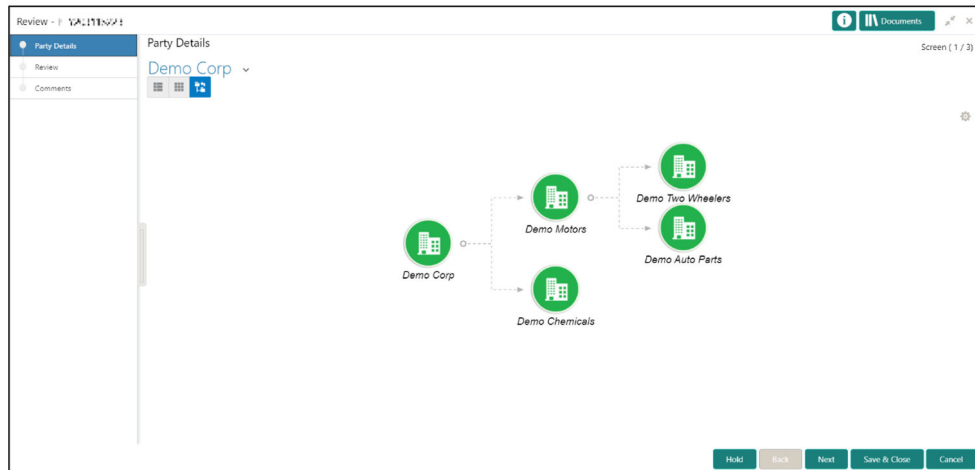 Review -
Documents
Party Details
Review
Comments
Party Details
Screen ( 1 / 3)
Demo Corp
Demo Two Wheelers
Demo Motors
Demo Auto Parts
Demo Corp
Demo Chemicals
Hold
Back
Next
Save & Close
Cancel